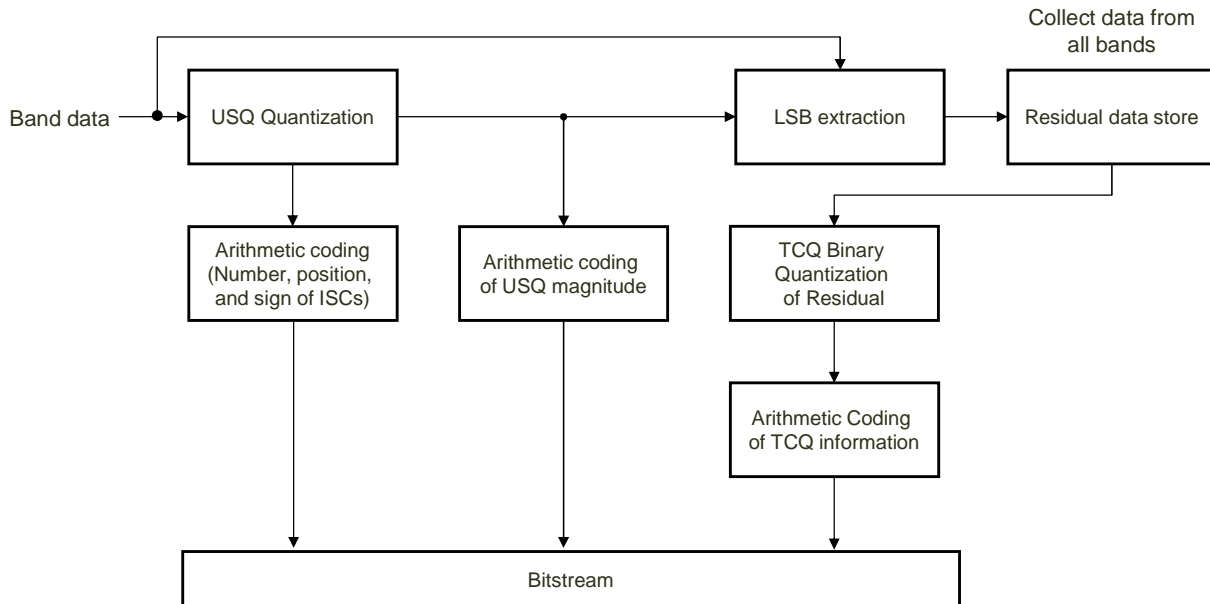 Collect data from
all bands
Band data
USQ Quantization
LSB extraction
Residual data store
Arithmetic coding
(Number, position,
and sign of ISCs)
Arithmetic coding
of USQ magnitude
TCQ Binary
Quantization
of Residual
Arithmetic Coding
of TCQ information
Bitstream